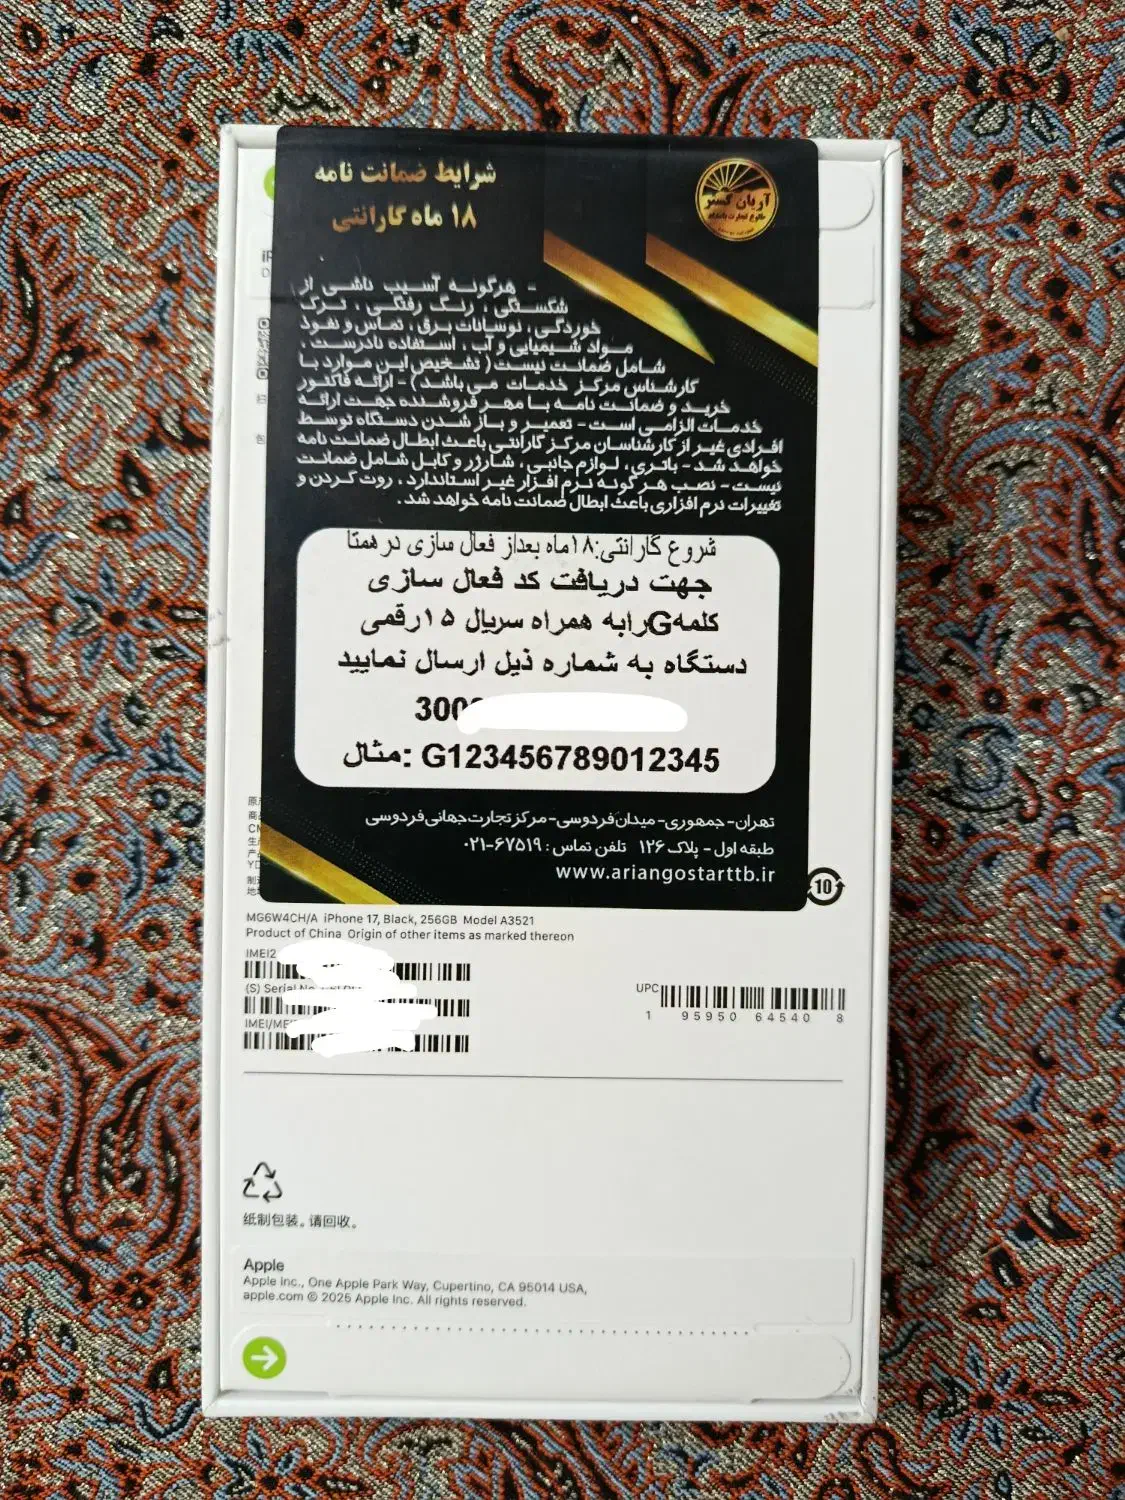 شرایط ضمانت نامه
۱۸ ماه گارانتی
آریان گستر
- هرگونه آسیب ناشی از
شکستگی ، رنگ رفتگی ، ترک
خوردگی، نوسانات برق، تماس و نفوذ
مواد شیمیایی و آب ، استفاده نادرست ،
شامل ضمانت نیست ( تشخیص این موارد با
کارشناس مرکز خدمات می باشد ) - ارائه فاکتور
خرید و ضمانت نامه با مهر فروشنده جهت ارائه
خدمات الزامی است - تعمیر و باز شدن دستگاه توسط
افرادی غیر از کارشناسان مرکز گارانتی باعث ابطال ضمانت نامه
خواهد شد - باتری، لوازم جانبی ، شارژر و کابل شامل ضمانت
نیست - نصب هر گونه نرم افزار غیر استاندارد ، روت کردن و
تغییرات نرم افزاری باعث ابطال ضمانت نامه خواهد شد .
شروع گارانتی:۱۸ماه بعداز فعال سازی در همتا
جهت دریافت کد فعال سازی
کلمهGرابه همراه سریال ۱۵رقمی
دستگاه به شماره ذیل ارسال نمایید
300
مثال: G123456789012345
تهران- جمهوری- میدان فردوسی- مرکز تجارت جهانی فردوسی
طبقه اول - پلاک ۱۲۶ تلفن تماس : ۶۷۵۱۹-۰۲۱
www.ariangostarttb.ir
10
MG6W4CH/A iPhone 17, Black, 256GB Model A3521
Product of China Origin of other items as marked thereon
IMEI2
(S) Serial No.
IMEI/ME
UPC
1 95950 64540 8
纸制包装。请回收。
Apple
Apple Inc., One Apple Park Way, Cupertino, CA 95014 USA,
apple.com © 2025 Apple Inc. All rights reserved.